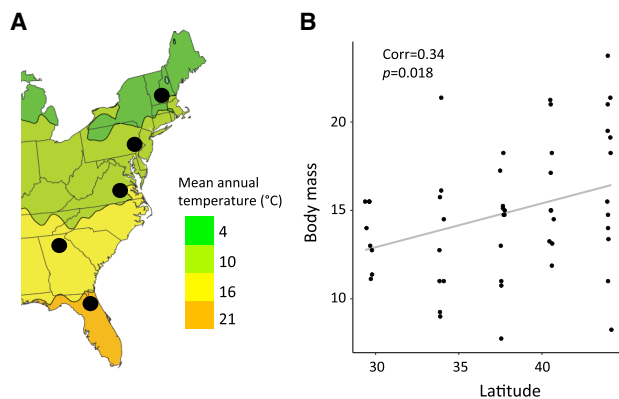 A
Mean annual
temperature (°C)
4
10
16
21
B
Corr=0.34
p=0.018
Body mass
20
15
10
30
35
40
Latitude